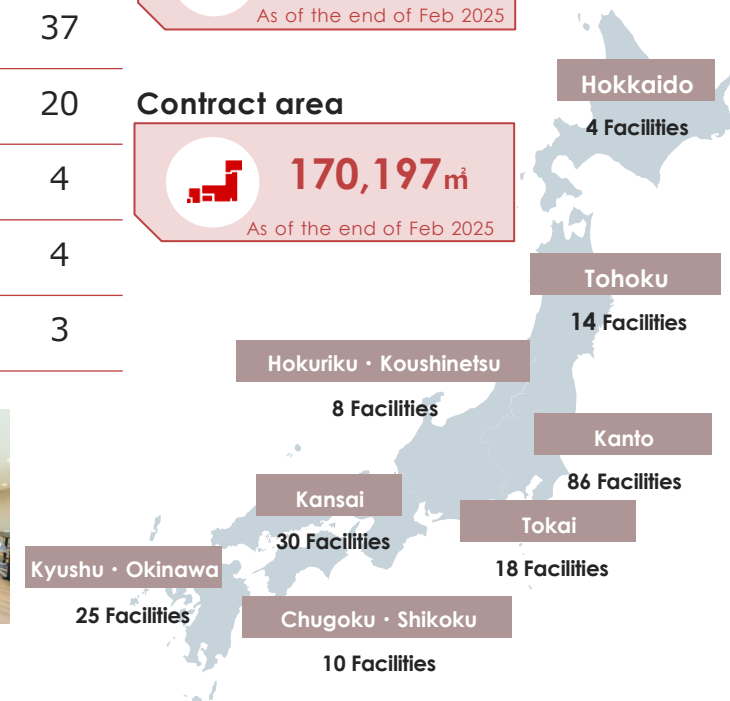 37
20
4
4
3
As of the end of Feb 2025
Contract area
170,197㎡
As of the end of Feb 2025
Hokkaido
4 Facilities
Tohoku
14 Facilities
Hokuriku・Koushinetsu
8 Facilities
Kanto
86 Facilities
Kansai
30 Facilities
Tokai
18 Facilities
Kyushu・Okinawa
25 Facilities
Chugoku・Shikoku
10 Facilities